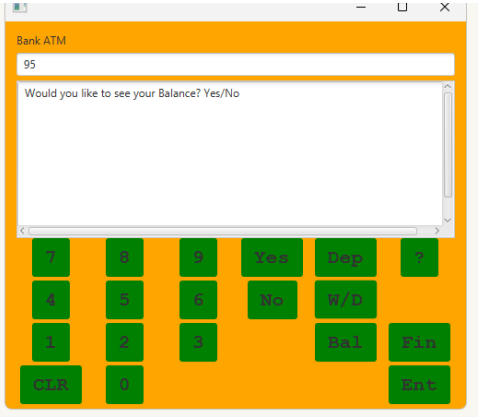 Bank ATM
95
Would you like to see your Balance? Yes/No
7 8 9 Yes Dep ?
4 5 6 No W/D
1 2 3 Bal Fin
CLR 0 Ent